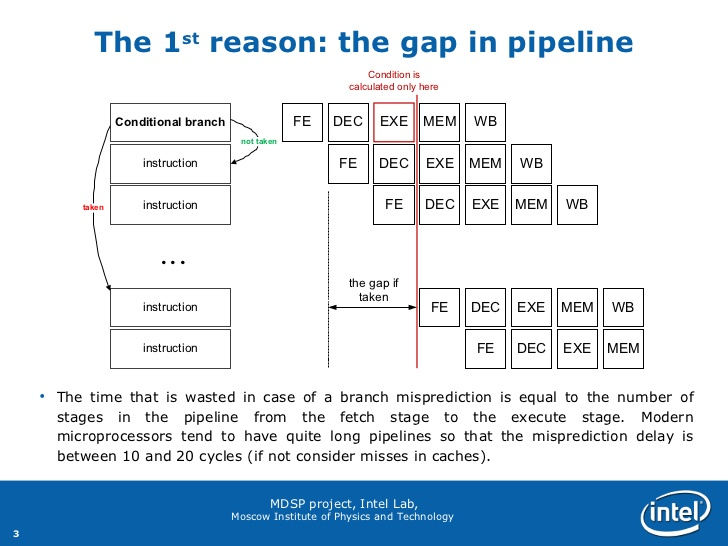 The 1st reason: the gap in pipeline
Condition is
calculated only here
Conditional branch
not taken
FE DEC EXE MEM WB
instruction
FE DEC EXE MEM WB
instruction
taken
FE DEC EXE MEM WB
...
the gap if
taken
instruction
FE DEC EXE MEM WB
instruction
FE DEC EXE MEM
• The time that is wasted in case of a branch misprediction is equal to the number of
stages in the pipeline from the fetch stage to the execute stage. Modern
microprocessors tend to have quite long pipelines so that the misprediction delay is
between 10 and 20 cycles (if not consider misses in caches).
MDSP project, Intel Lab,
Moscow Institute of Physics and Technology
intel
3